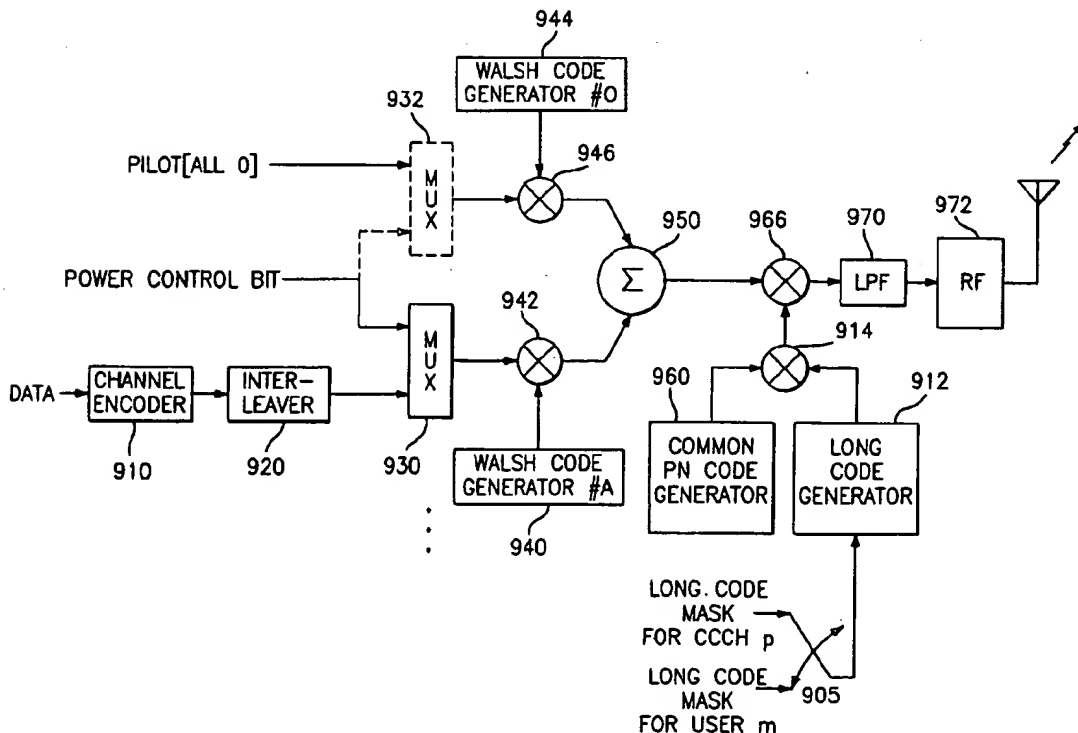 944
WALSH CODE
GENERATOR #0
932
PILOT[ALL 0]
MUX
946
950
966
970
972
Σ
LPF
RF
POWER CONTROL BIT
942
914
MUX
960
912
DATA
CHANNEL
ENCODER
INTER-
LEAVER
910
920
930
WALSH CODE
GENERATOR #A
940
COMMON
PN CODE
GENERATOR
LONG
CODE
GENERATOR
LONG. CODE
MASK
FOR CCCH p
LONG CODE
MASK
FOR USER m
905